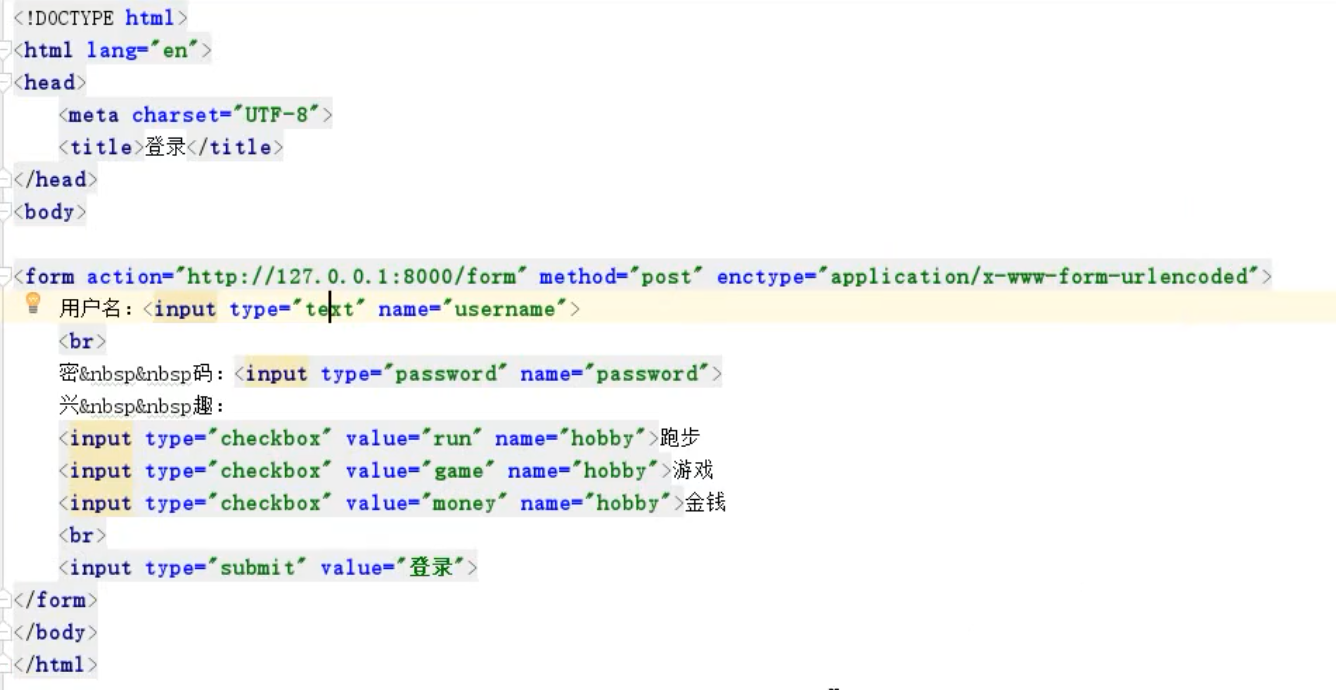 <!DOCTYPE html>
<html lang="en">
<head>
    <meta charset="UTF-8">
    <title>登录</title>
</head>
<body>

<form action="http://127.0.0.1:8000/form" method="post" enctype="application/x-www-form-urlencoded">
    用户名：<input type="text" name="username">
    <br>
    密&nbsp&nbsp码：<input type="password" name="password">
    兴&nbsp&nbsp趣：
    <input type="checkbox" value="run" name="hobby">跑步
    <input type="checkbox" value="game" name="hobby">游戏
    <input type="checkbox" value="money" name="hobby">金钱
    <br>
    <input type="submit" value="登录">
</form>
</body>
</html>